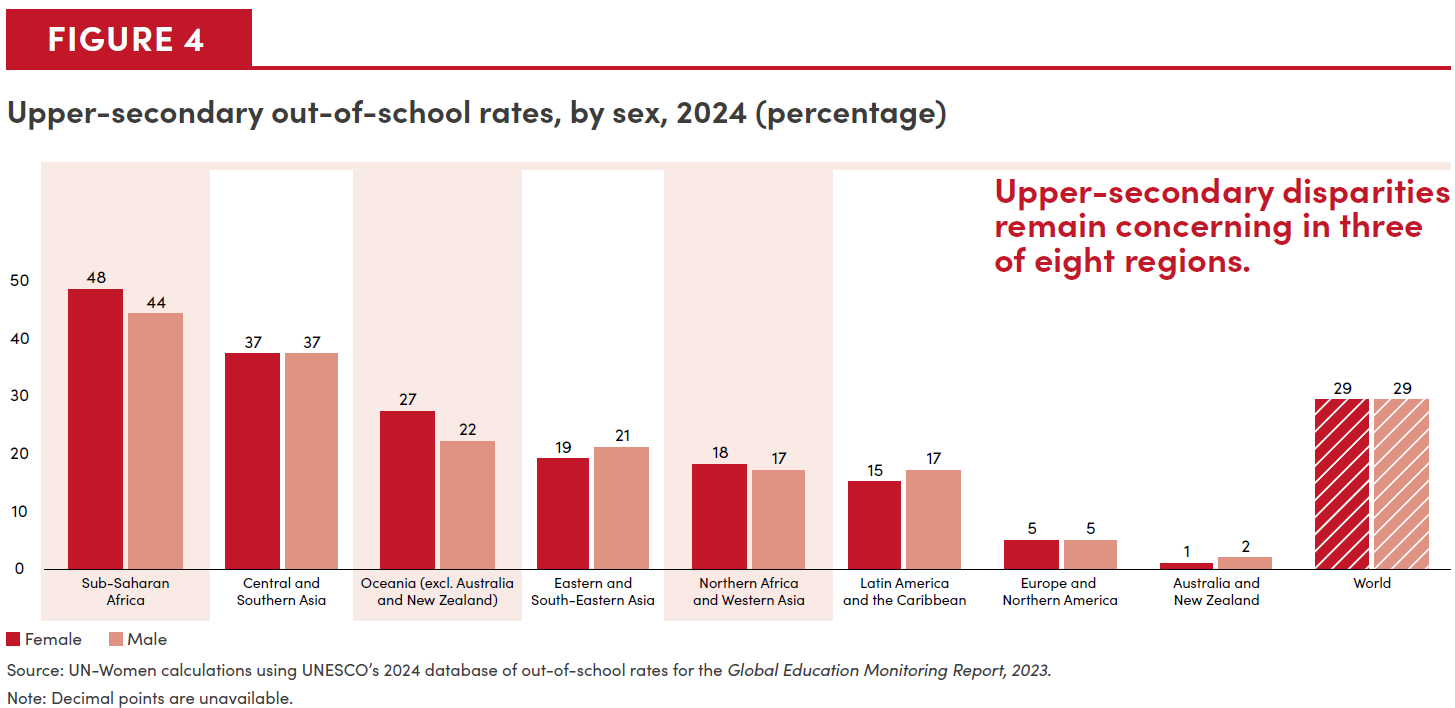 FIGURE 4
Upper-secondary out-of-school rates, by sex, 2024 (percentage)
Upper-secondary disparities
remain concerning in three
of eight regions.
50
40
30
20
10
0
48
44
37
37
27
22
19
21
18
17
15
17
5
5
1
2
29
29
Sub-Saharan
Africa
Central and
Southern Asia
Oceania (excl. Australia
and New Zealand)
Eastern and
South-Eastern Asia
Northern Africa
and Western Asia
Latin America
and the Caribbean
Europe and
Northern America
Australia and
New Zealand
World
Female
Male
Source: UN-Women calculations using UNESCO’s 2024 database of out-of-school rates for the Global Education Monitoring Report, 2023.
Note: Decimal points are unavailable.